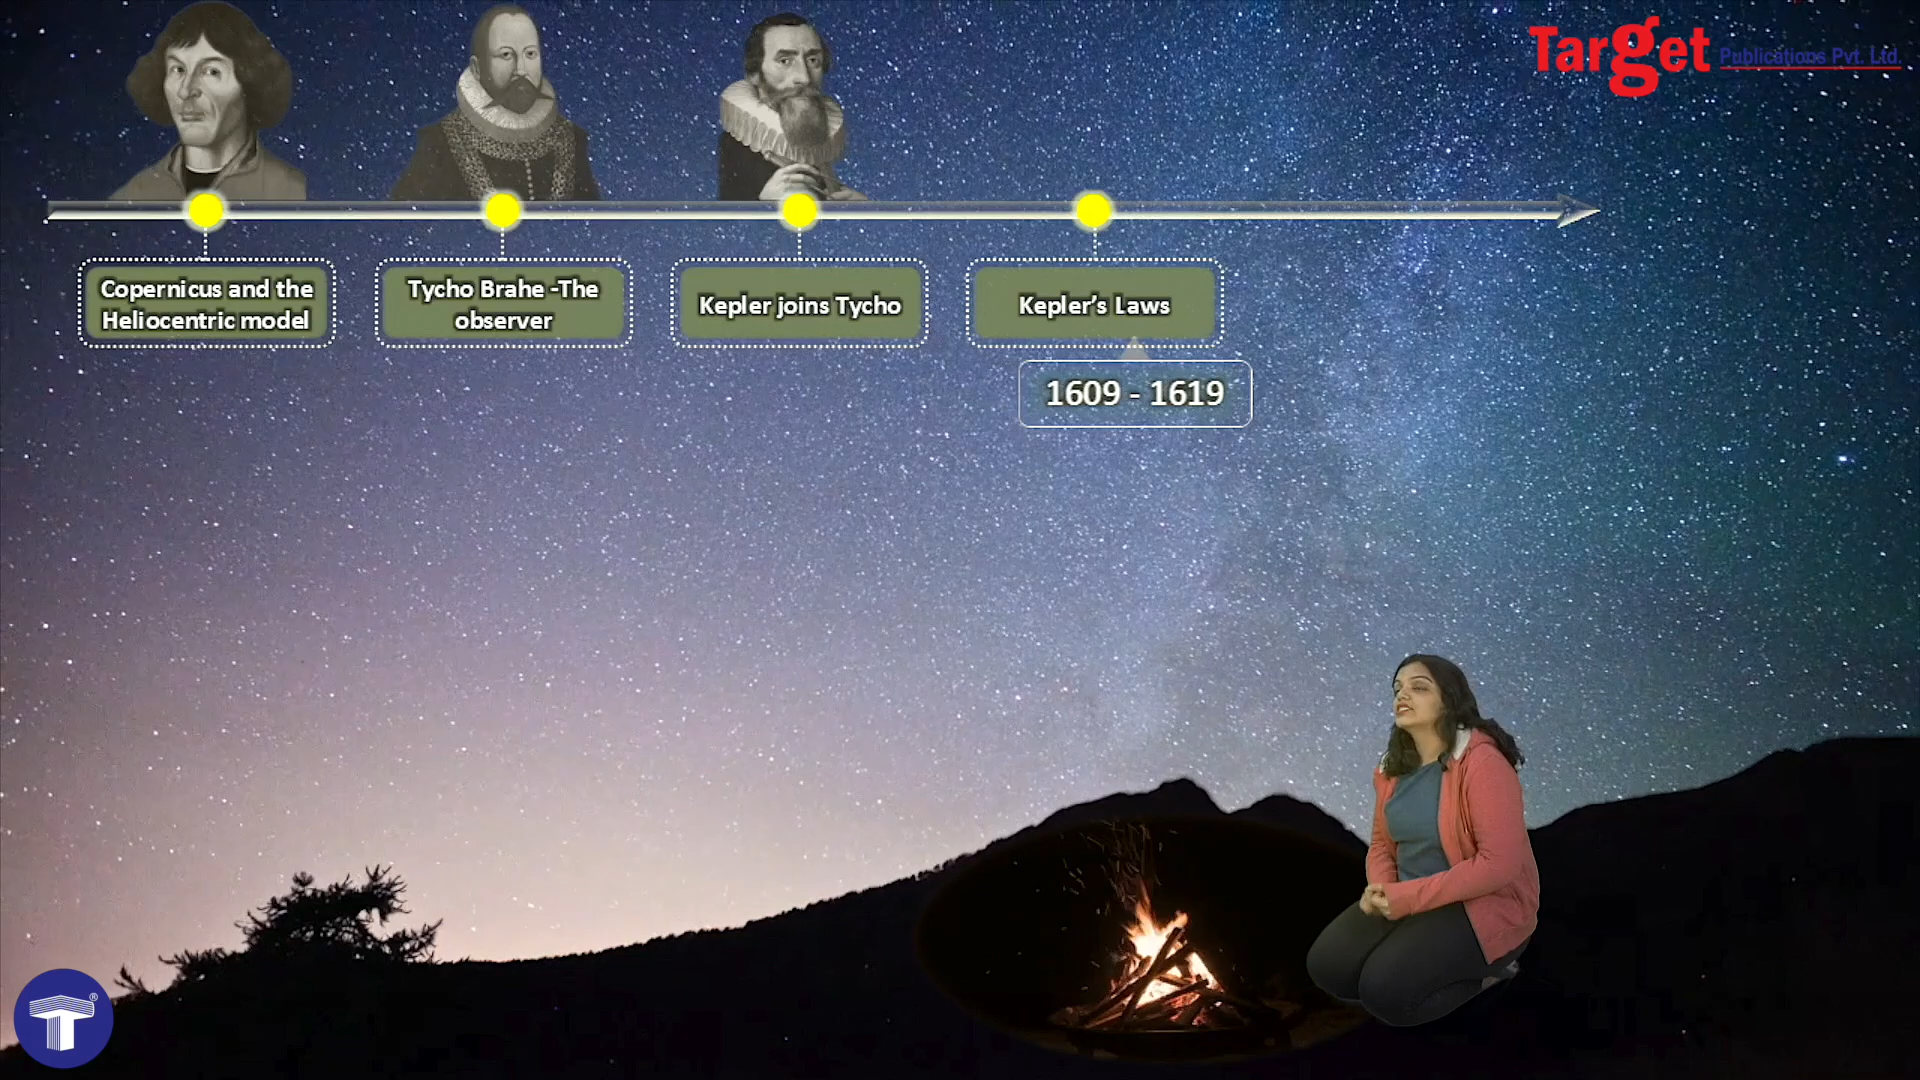 Target Publications Pvt. Ltd.
Copernicus and the
Heliocentric model
Tycho Brahe -The
observer
Kepler joins Tycho
Kepler's Laws
1609 - 1619
T®